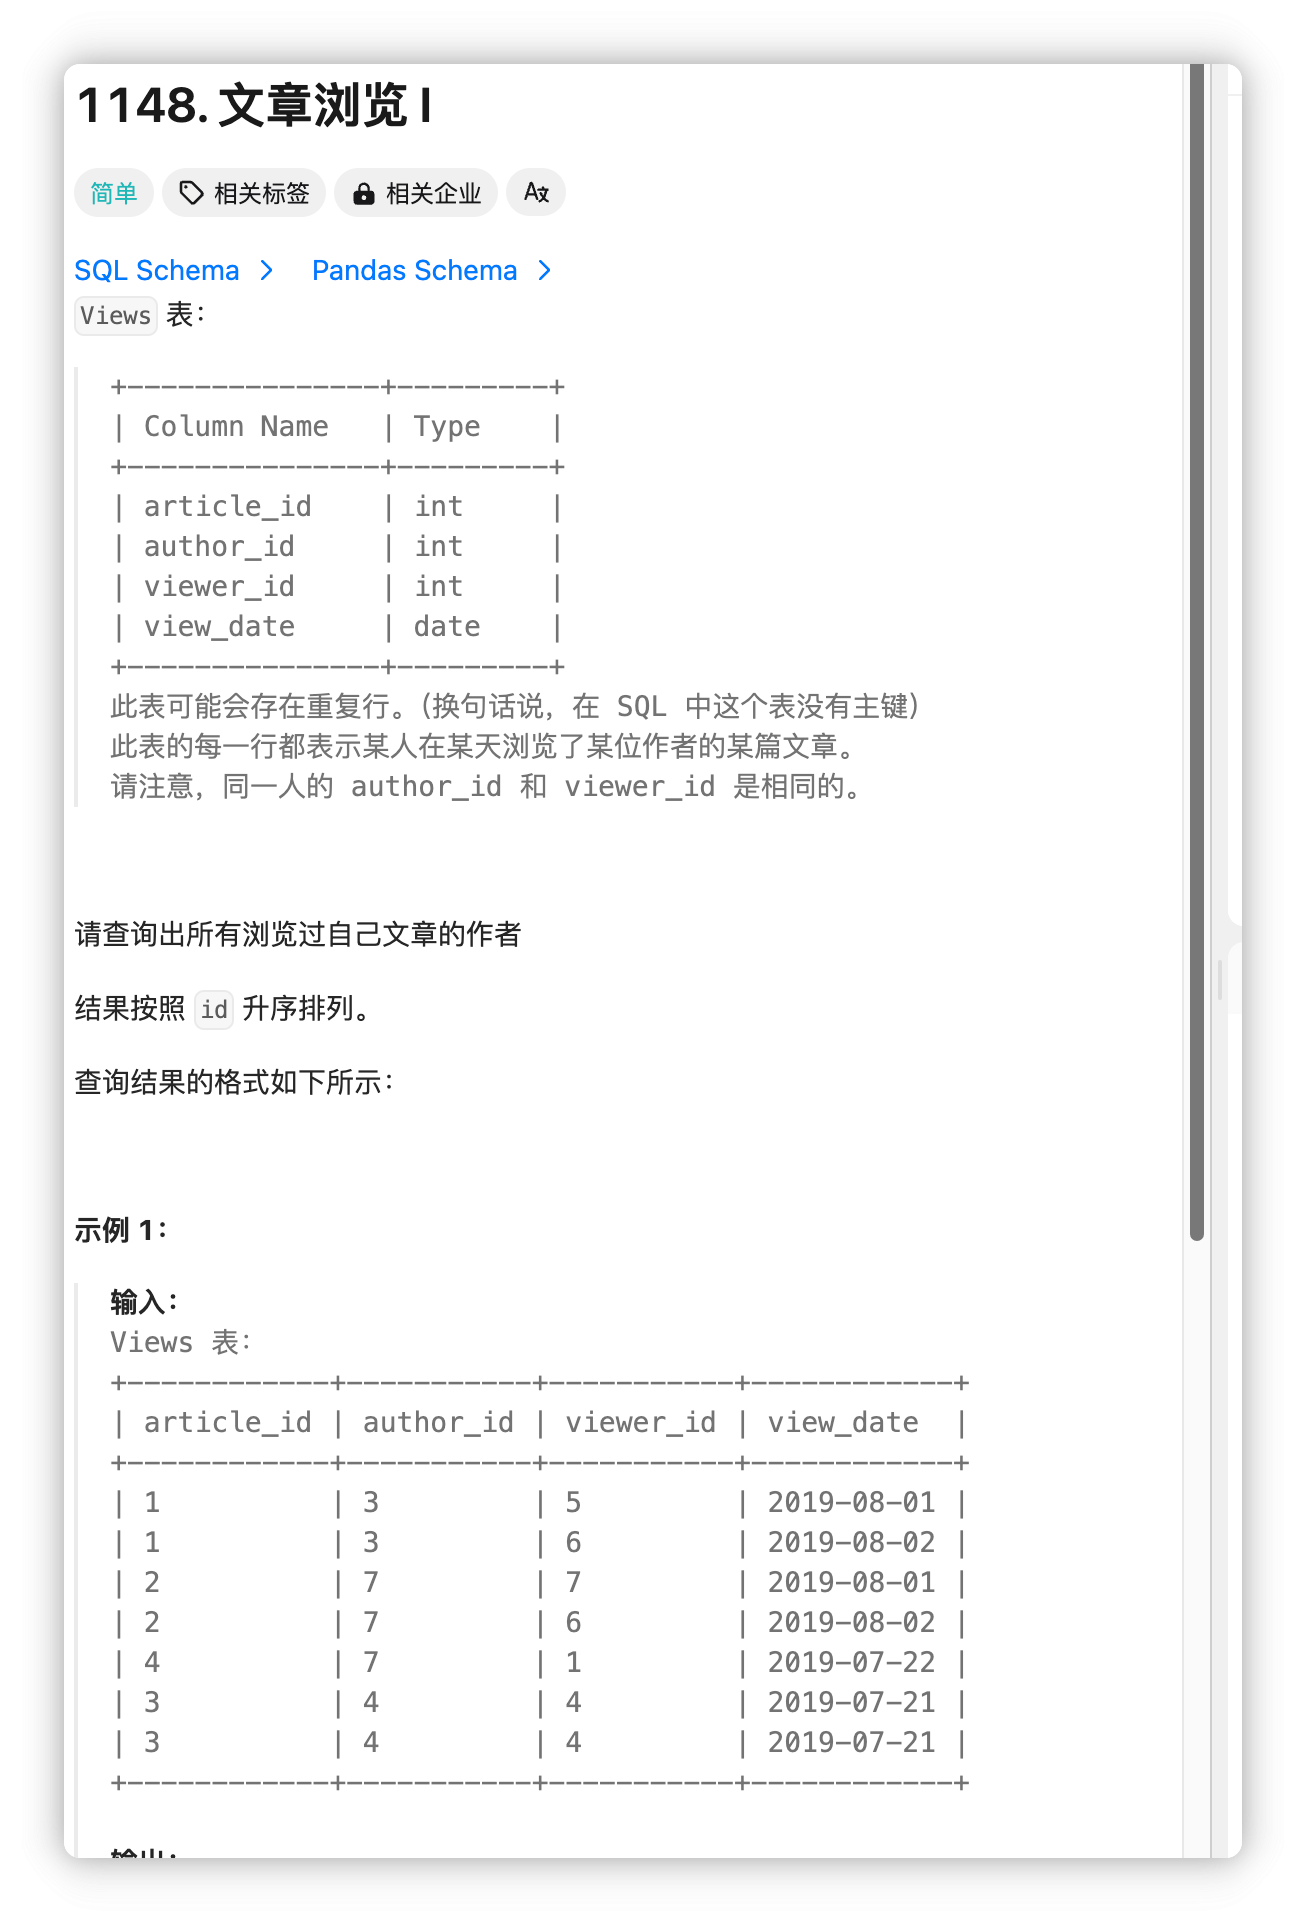 1148. 文章浏览 I
简单 相关标签 相关企业
SQL Schema > Pandas Schema >
Views 表：
+---------------+---------+
| Column Name   | Type    |
+---------------+---------+
| article_id    | int     |
| author_id     | int     |
| viewer_id     | int     |
| view_date     | date    |
+---------------+---------+
此表可能会存在重复行。（换句话说，在 SQL 中这个表没有主键）
此表的每一行都表示某人在某天浏览了某位作者的某篇文章。
请注意，同一人的 author_id 和 viewer_id 是相同的。
请查询出所有浏览过自己文章的作者
结果按照 id 升序排列。
查询结果的格式如下所示：
示例 1：
输入：
Views 表：
+------------+-----------+-----------+------------+
| article_id | author_id | viewer_id | view_date  |
+------------+-----------+-----------+------------+
| 1          | 3         | 5         | 2019-08-01 |
| 1          | 3         | 6         | 2019-08-02 |
| 2          | 7         | 7         | 2019-08-01 |
| 2          | 7         | 6         | 2019-08-02 |
| 4          | 7         | 1         | 2019-07-22 |
| 3          | 4         | 4         | 2019-07-21 |
| 3          | 4         | 4         | 2019-07-21 |
+------------+-----------+-----------+------------+
输出：